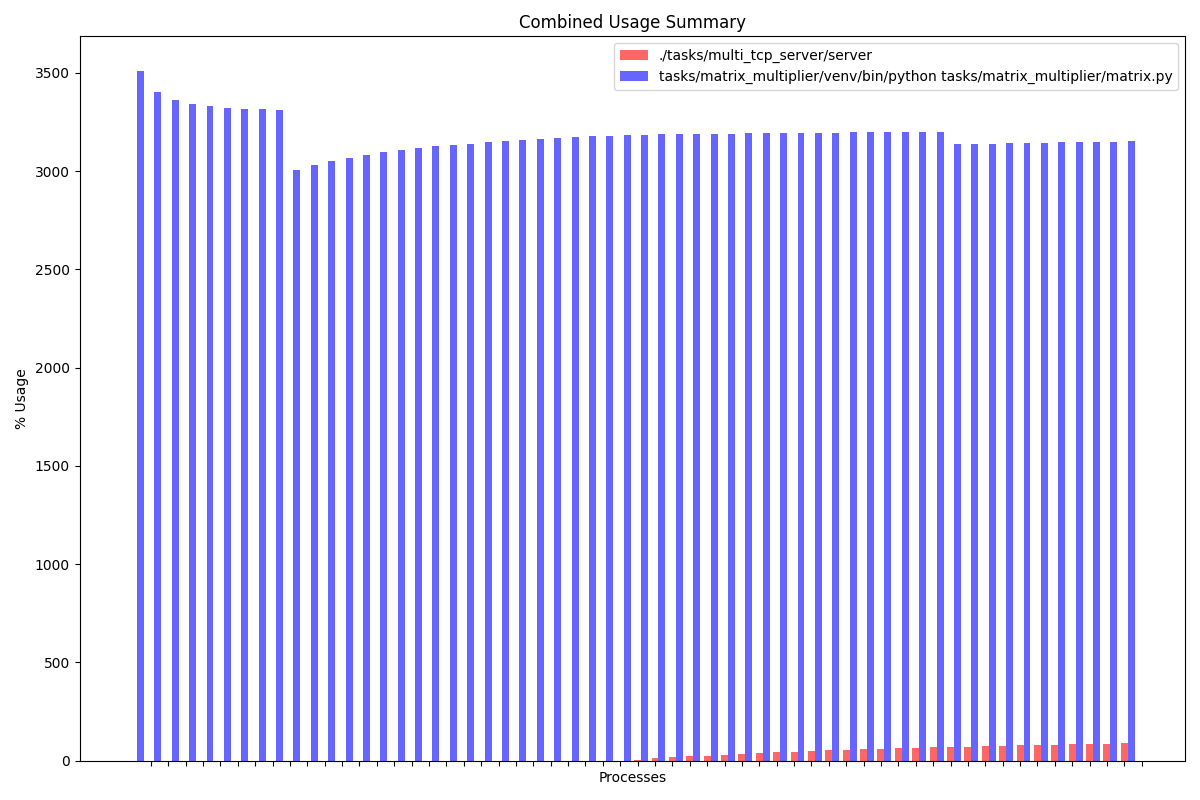 Combined Usage Summary
./tasks/multi_tcp_server/server
tasks/matrix_multiplier/venv/bin/python tasks/matrix_multiplier/matrix.py
% Usage
3500
3000
2500
2000
1500
1000
500
0
Processes